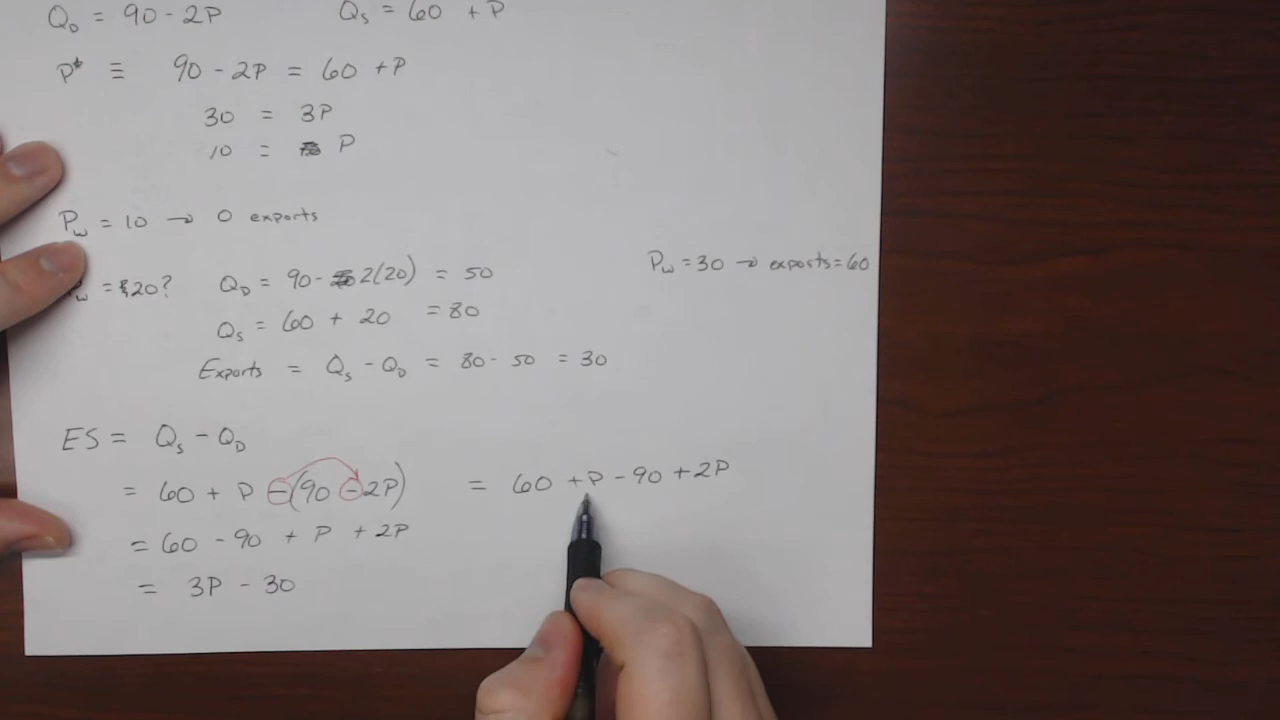 Q_D = 90 - 2P Q_S = 60 + P
P* ≡ 90 - 2P = 60 + P
30 = 3P
10 = P
P_w = 10 → 0 exports
P_w = 30 → exports = 60
P_w = $20? Q_D = 90 - 2(20) = 50
Q_S = 60 + 20 = 80
Exports = Q_S - Q_D = 80 - 50 = 30
ES = Q_S - Q_D
= 60 + P - (90 - 2P) = 60 + P - 90 + 2P
= 60 - 90 + P + 2P
= 3P - 30